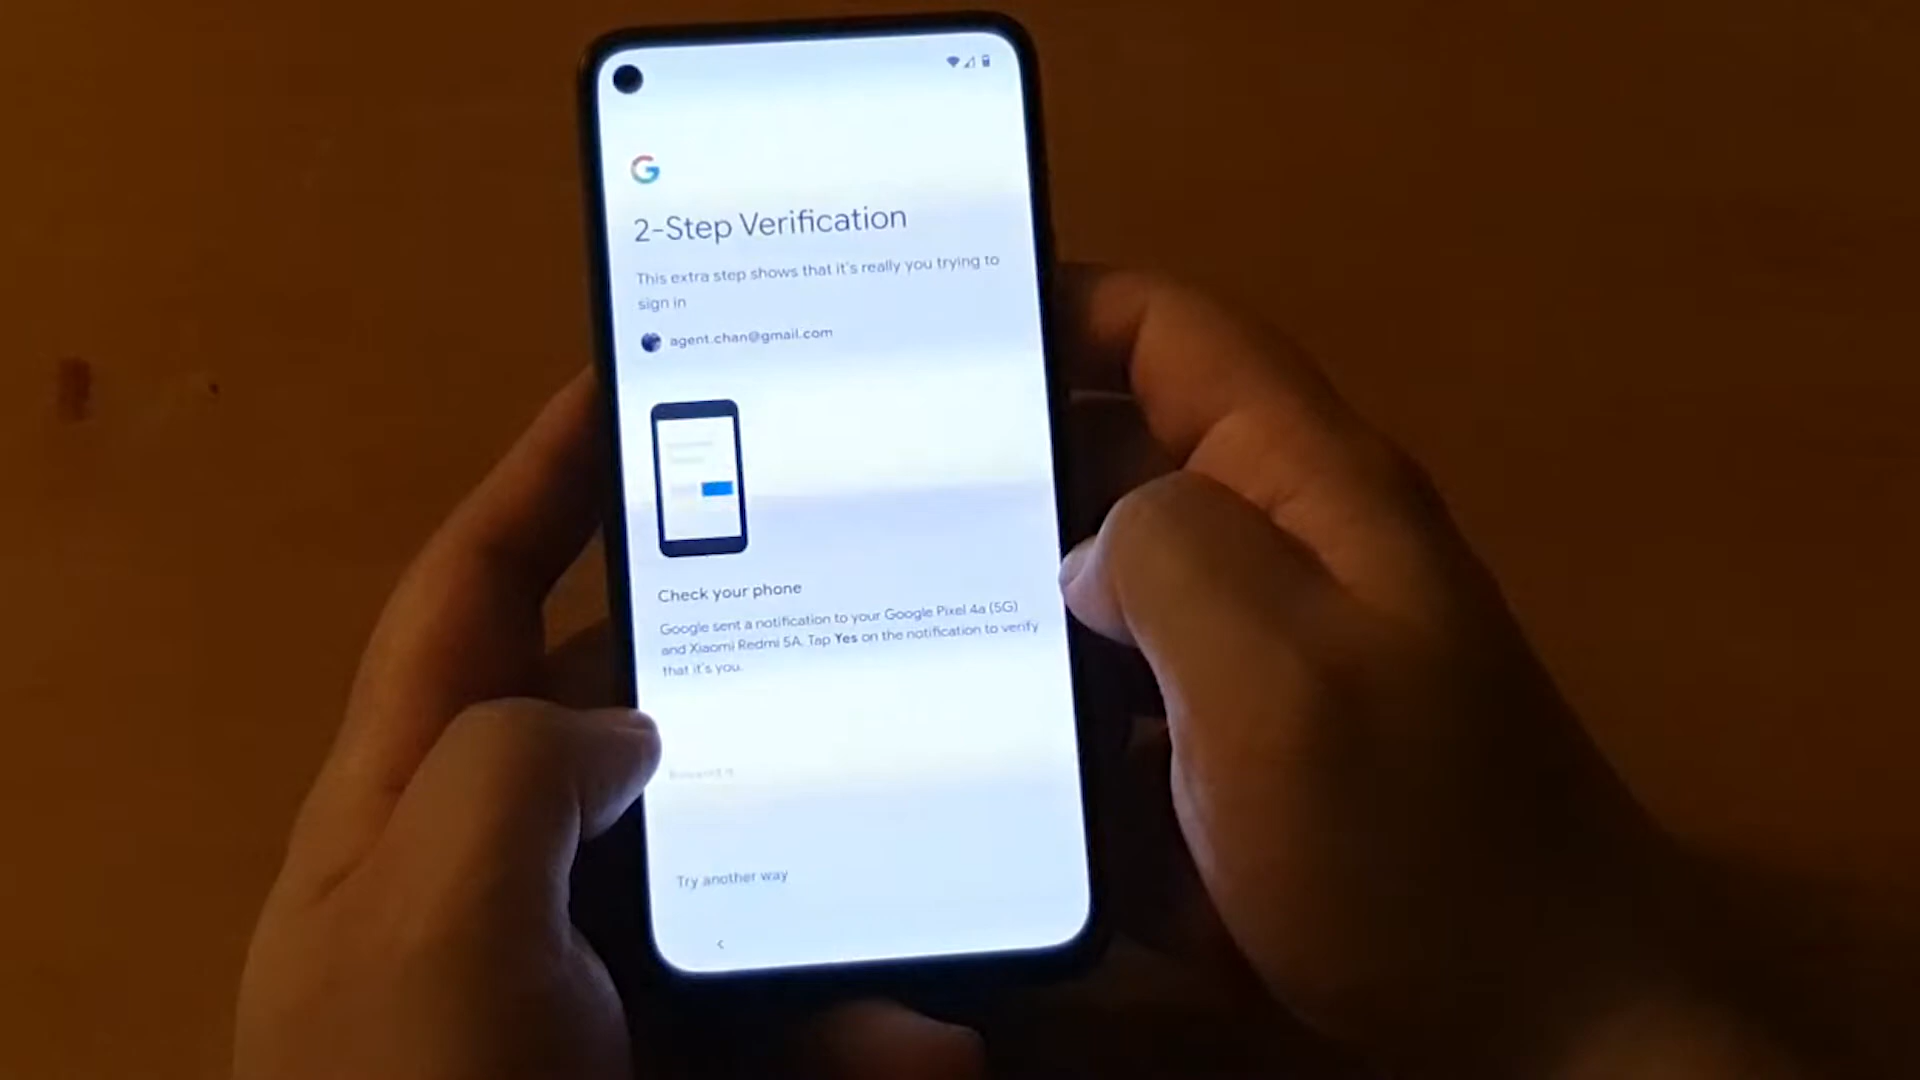 2-Step Verification
This extra step shows that it's really you trying to
sign in
agent.chan@gmail.com
Check your phone
Google sent a notification to your Google Pixel 4a (5G)
and Xiaomi Redmi 5A. Tap Yes on the notification to verify
that it's you.
Try another way